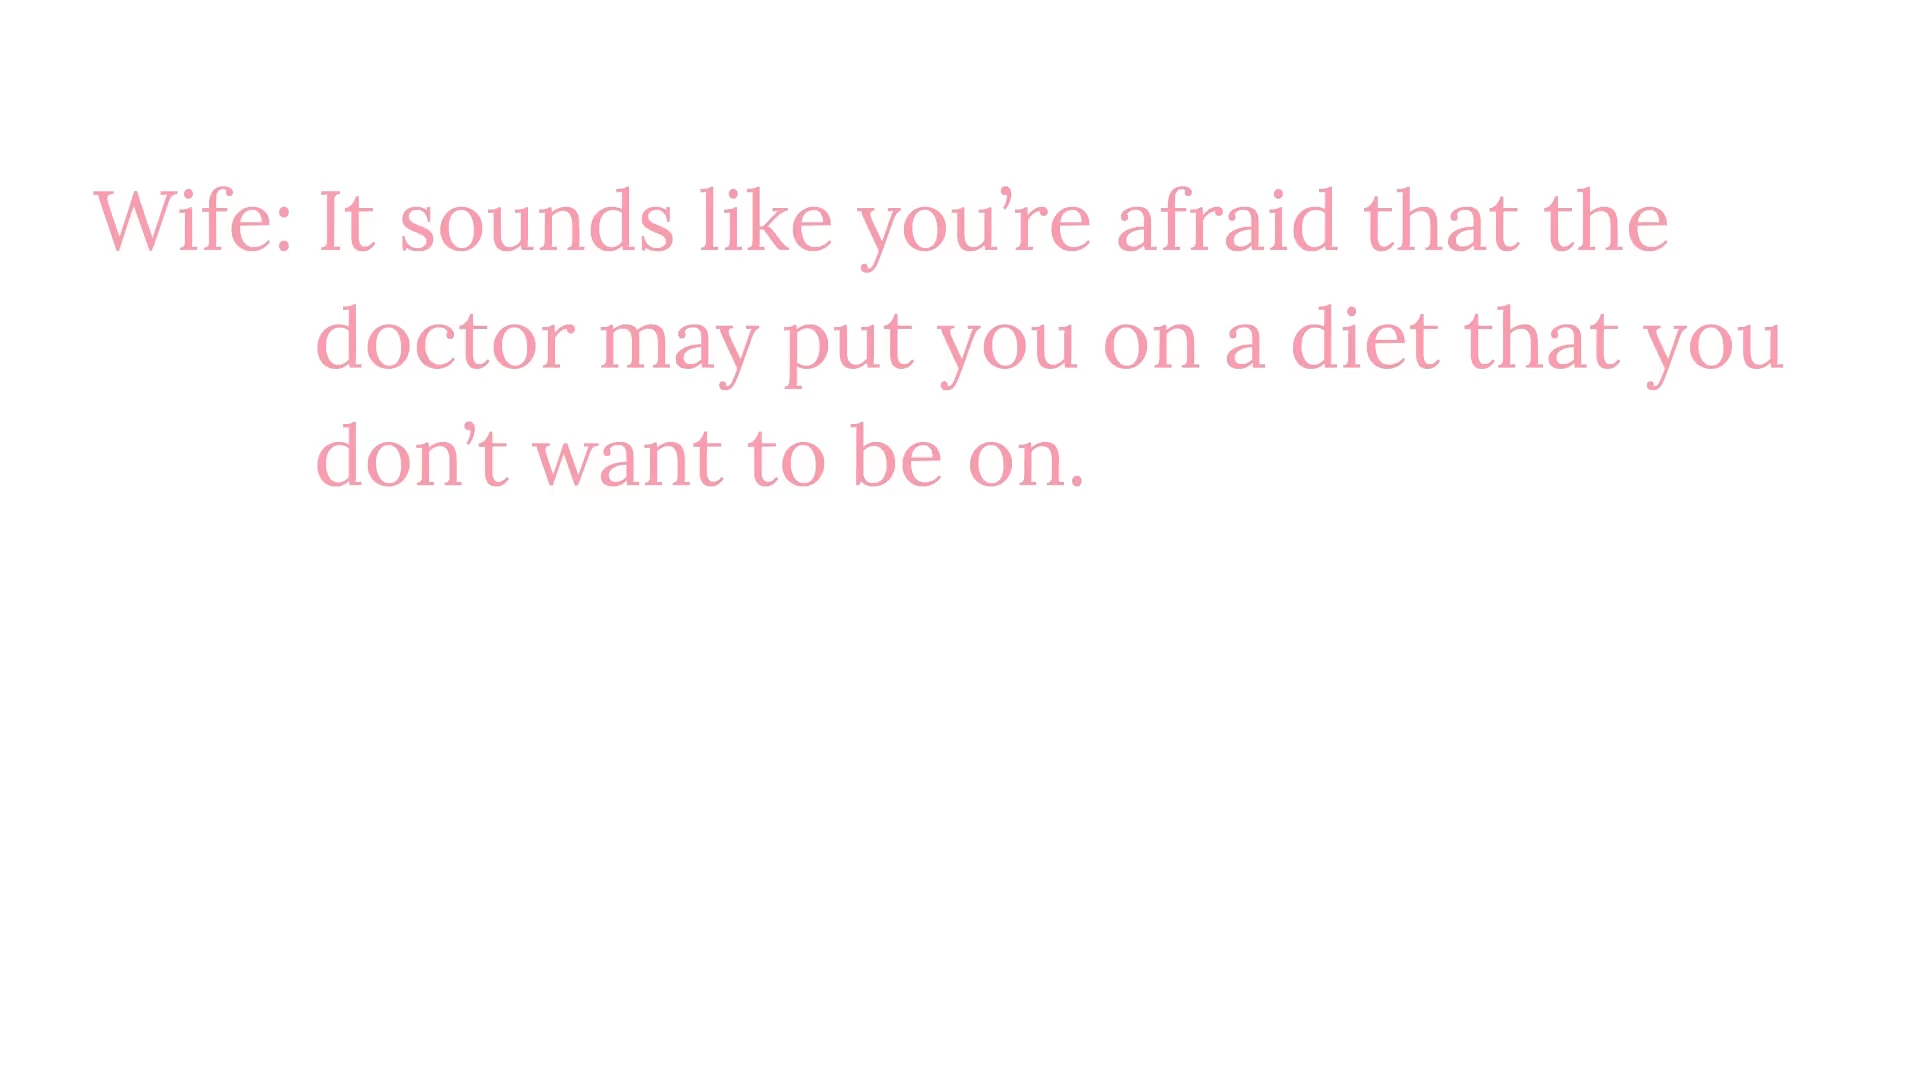 Wife: It sounds like you’re afraid that the
doctor may put you on a diet that you
don’t want to be on.